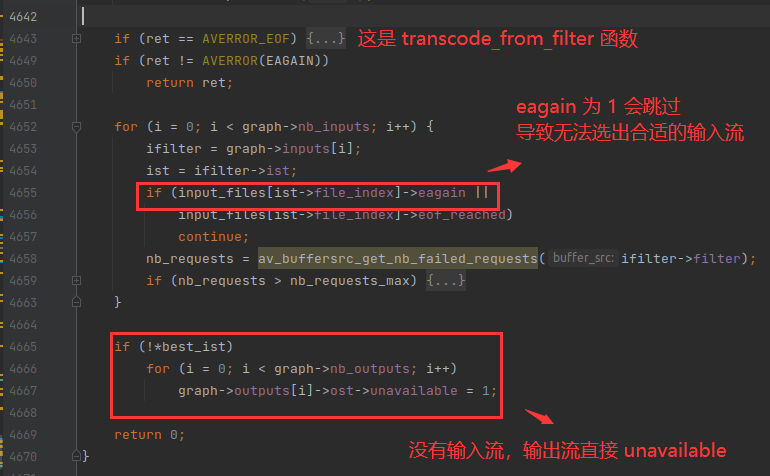 4642
4643 if (ret == AVERROR_EOF) {...} 这是 transcode_from_filter 函数
4649 if (ret != AVERROR(EAGAIN))
4650 return ret;
4651
eagain 为 1 会跳过
导致无法选出合适的输入流
4652 for (i = 0; i < graph->nb_inputs; i++) {
4653 ifilter = graph->inputs[i];
4654 ist = ifilter->ist;
4655 if (input_files[ist->file_index]->eagain ||
4656 input_files[ist->file_index]->eof_reached)
4657 continue;
4658 nb_requests = av_buffersrc_get_nb_failed_requests( buffer_src: ifilter->filter);
4659 if (nb_requests > nb_requests_max) {...}
4663 }
4664
4665 if (!*best_ist)
4666 for (i = 0; i < graph->nb_outputs; i++)
4667 graph->outputs[i]->ost->unavailable = 1;
4668
4669 return 0;
没有输入流，输出流直接 unavailable
4670 }